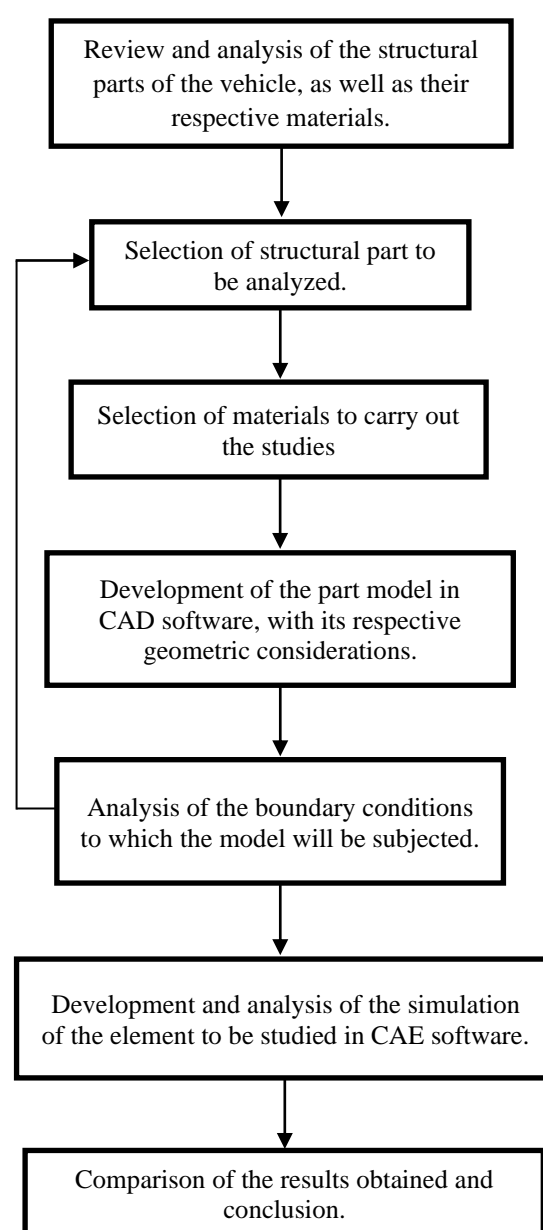 Review and analysis of the structural
parts of the vehicle, as well as their
respective materials.
Selection of structural part to
be analyzed.
Selection of materials to carry out
the studies
Development of the part model in
CAD software, with its respective
geometric considerations.
Analysis of the boundary conditions
to which the model will be subjected.
Development and analysis of the simulation
of the element to be studied in CAE software.
Comparison of the results obtained and
conclusion.